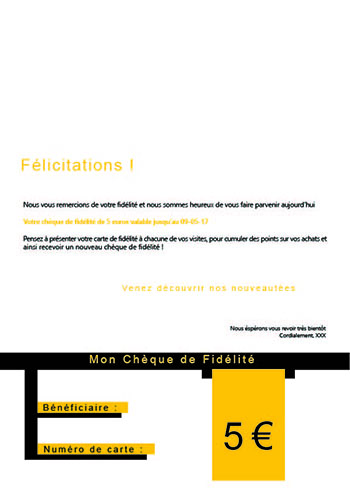 Félicitations !
Nous vous remercions de votre fidélité et nous sommes heureux de vous faire parvenir aujourd'hui
Votre chèque de fidélité de 5 euros valable jusqu'au 09-05-17
Pensez à présenter votre carte de fidélité à chacune de vos visites, pour cumuler des points sur vos achats et
ainsi recevoir un nouveau chèque de fidélité !
Venez découvrir nos nouveautées
Nous éspérons vous revoir très bientôt
Cordialement, XXX
Mon Chèque de Fidélité
Bénéficiaire :
5 €
Numéro de carte :